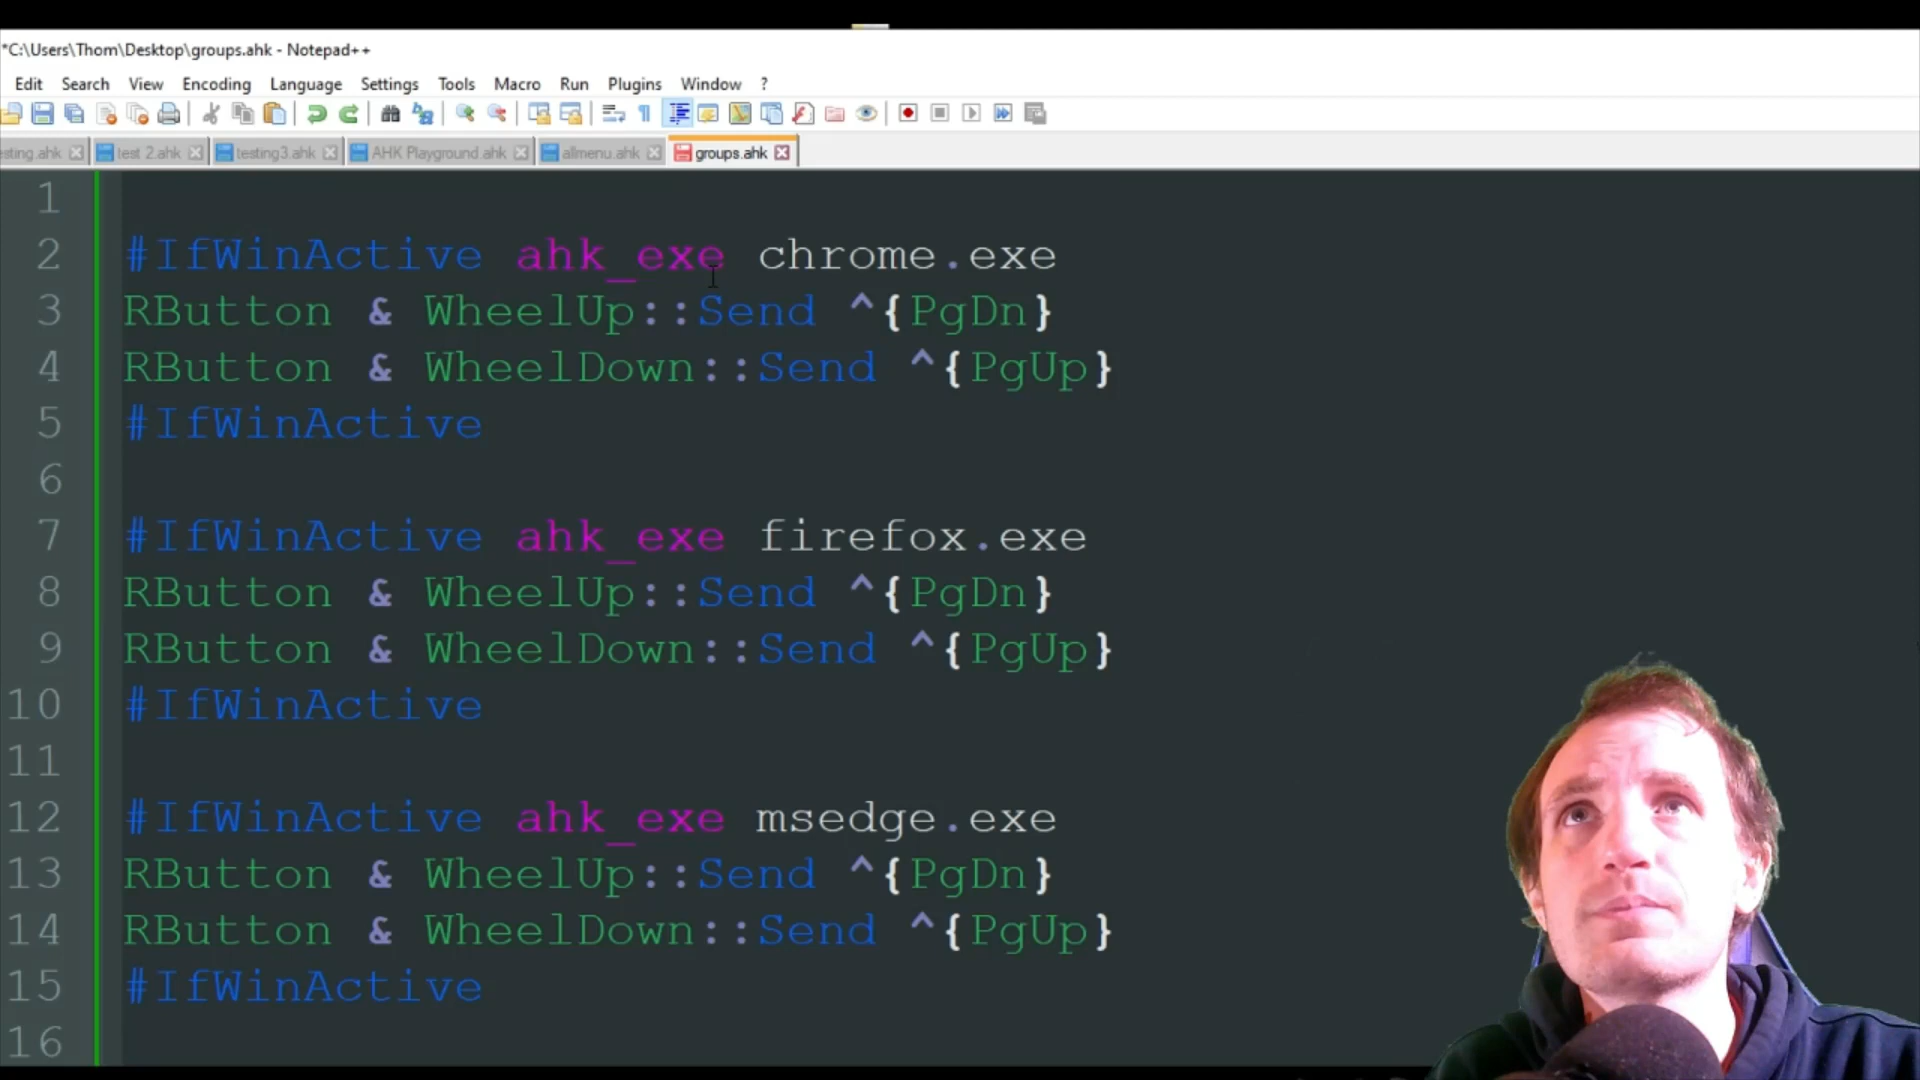 *C:\Users\Thom\Desktop\groups.ahk - Notepad++
Edit Search View Encoding Language Settings Tools Macro Run Plugins Window ?
sting.ahk test 2.ahk testing3.ahk AHK Playground.ahk allmenu.ahk groups.ahk
1
2 #IfWinActive ahk_exe chrome.exe
3 RButton & WheelUp::Send ^{PgDn}
4 RButton & WheelDown::Send ^{PgUp}
5 #IfWinActive
6
7 #IfWinActive ahk_exe firefox.exe
8 RButton & WheelUp::Send ^{PgDn}
9 RButton & WheelDown::Send ^{PgUp}
10 #IfWinActive
11
12 #IfWinActive ahk_exe msedge.exe
13 RButton & WheelUp::Send ^{PgDn}
14 RButton & WheelDown::Send ^{PgUp}
15 #IfWinActive
16